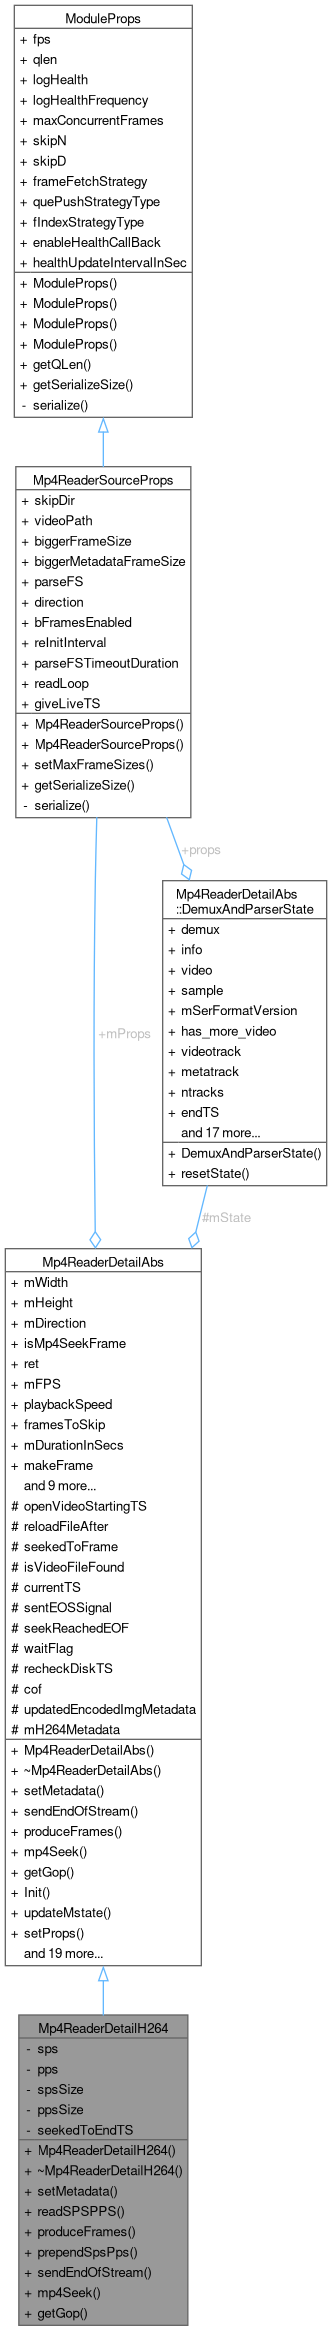 ModuleProps
+ fps
+ qlen
+ logHealth
+ logHealthFrequency
+ maxConcurrentFrames
+ skipN
+ skipD
+ frameFetchStrategy
+ quePushStrategyType
+ fIndexStrategyType
+ enableHealthCallBack
+ healthUpdateIntervalInSec
+ ModuleProps()
+ ModuleProps()
+ ModuleProps()
+ ModuleProps()
+ getQLen()
+ getSerializeSize()
- serialize()
Mp4ReaderSourceProps
+ skipDir
+ videoPath
+ biggerFrameSize
+ biggerMetadataFrameSize
+ parseFS
+ direction
+ bFramesEnabled
+ reInitInterval
+ parseFSTimeoutDuration
+ readLoop
+ giveLiveTS
+ Mp4ReaderSourceProps()
+ Mp4ReaderSourceProps()
+ setMaxFrameSizes()
+ getSerializeSize()
- serialize()
+props
Mp4ReaderDetailAbs
::DemuxAndParserState
+ demux
+ info
+ video
+ sample
+ mSerFormatVersion
+ has_more_video
+ videotrack
+ metatrack
+ ntracks
+ endTS
and 17 more...
+ DemuxAndParserState()
+ resetState()
+mProps
#mState
Mp4ReaderDetailAbs
+ mWidth
+ mHeight
+ mDirection
+ isMp4SeekFrame
+ ret
+ mFPS
+ playbackSpeed
+ framesToSkip
+ mDurationInSecs
+ makeFrame
and 9 more...
# openVideoStartingTS
# reloadFileAfter
# seekedToFrame
# isVideoFileFound
# currentTS
# sentEOSSignal
# seekReachedEOF
# waitFlag
# recheckDiskTS
# cof
# updatedEncodedImgMetadata
# mH264Metadata
+ Mp4ReaderDetailAbs()
+ ~Mp4ReaderDetailAbs()
+ setMetadata()
+ sendEndOfStream()
+ produceFrames()
+ mp4Seek()
+ getGop()
+ Init()
+ updateMstate()
+ setProps()
and 19 more...
Mp4ReaderDetailH264
- sps
- pps
- spsSize
- ppsSize
- seekedToEndTS
+ Mp4ReaderDetailH264()
+ ~Mp4ReaderDetailH264()
+ setMetadata()
+ readSPSPPS()
+ produceFrames()
+ prependSpsPps()
+ sendEndOfStream()
+ mp4Seek()
+ getGop()